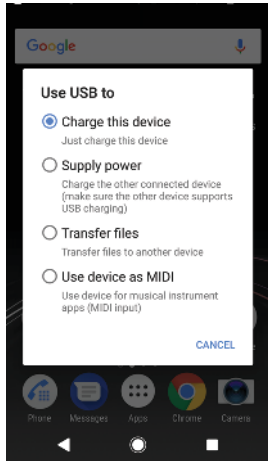 Google
Use USB to
Charge this device
Just charge this device
Supply power
Charge the other connected device
(make sure the other device supports
USB charging)
Transfer files
Transfer files to another device
Use device as MIDI
Use device for musical instrument
apps (MIDI input)
CANCEL
Phone Messages Apps Chrome Camera